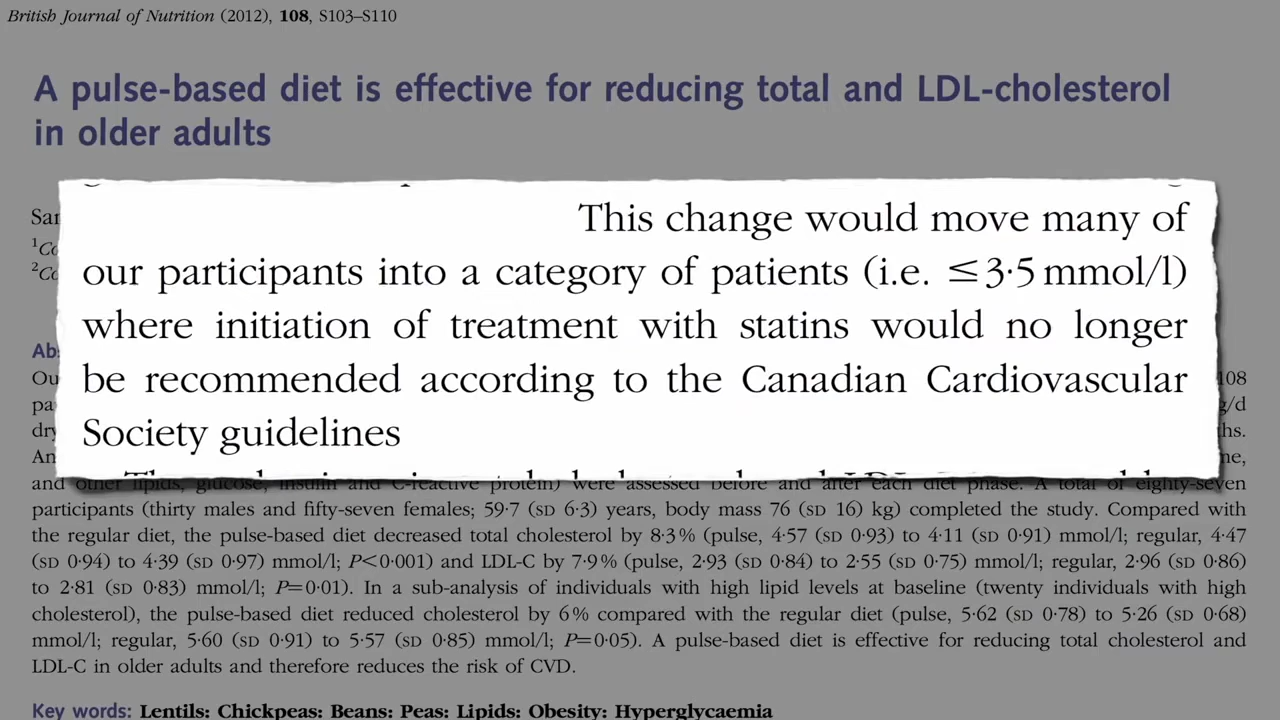 British Journal of Nutrition (2012), 108, S103–S110
A pulse-based diet is effective for reducing total and LDL-cholesterol
in older adults
This change would move many of
our participants into a category of patients (i.e. ≤3·5 mmol/l)
where initiation of treatment with statins would no longer
be recommended according to the Canadian Cardiovascular
Society guidelines
108
g/d
and other lipids, glucose, insulin and C-reactive protein) were assessed before and after each diet phase. A total of eighty-seven
participants (thirty males and fifty-seven females; 59·7 (SD 6·3) years, body mass 76 (SD 16) kg) completed the study. Compared with
the regular diet, the pulse-based diet decreased total cholesterol by 8·3 % (pulse, 4·57 (SD 0·93) to 4·11 (SD 0·91) mmol/l; regular, 4·47
(SD 0·94) to 4·39 (SD 0·97) mmol/l; P<0·001) and LDL-C by 7·9 % (pulse, 2·93 (SD 0·84) to 2·55 (SD 0·75) mmol/l; regular, 2·96 (SD 0·86)
to 2·81 (SD 0·83) mmol/l; P=0·01). In a sub-analysis of individuals with high lipid levels at baseline (twenty individuals with high
cholesterol), the pulse-based diet reduced cholesterol by 6 % compared with the regular diet (pulse, 5·62 (SD 0·78) to 5·26 (SD 0·68)
mmol/l; regular, 5·60 (SD 0·91) to 5·57 (SD 0·85) mmol/l; P=0·05). A pulse-based diet is effective for reducing total cholesterol and
LDL-C in older adults and therefore reduces the risk of CVD.
Key words: Lentils: Chickpeas: Beans: Peas: Lipids: Obesity: Hyperglycaemia